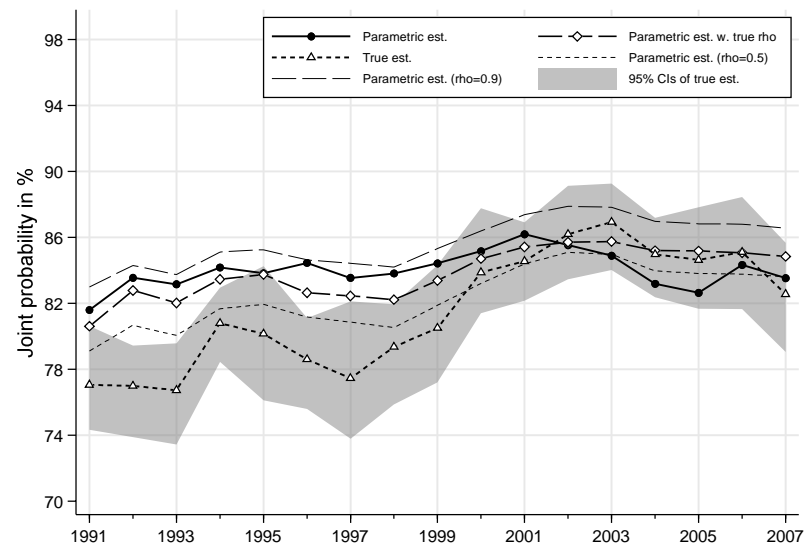 Parametric est.
True est.
Parametric est. (rho=0.9)
Parametric est. w. true rho
Parametric est. (rho=0.5)
95% CIs of true est.
Joint probability in %
98
94
90
86
82
78
74
70
1991 1993 1995 1997 1999 2001 2003 2005 2007